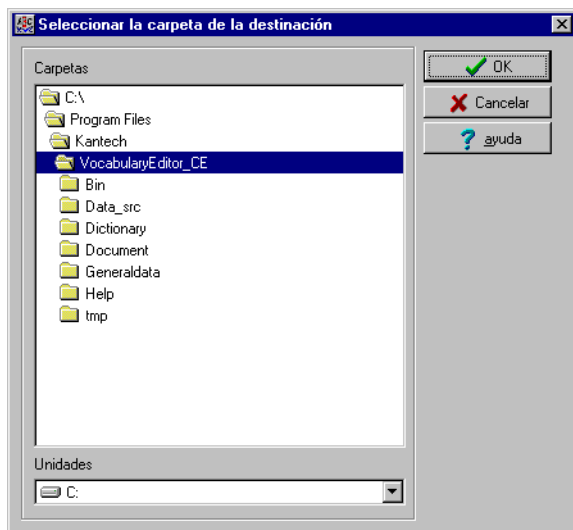 Seleccionar la carpeta de la destinación
Carpetas
C:\
Program Files
Kantech
VocabularyEditor_CE
Bin
Data_src
Dictionary
Document
Generaldata
Help
tmp
Unidades
C:
OK
Cancelar
ayuda